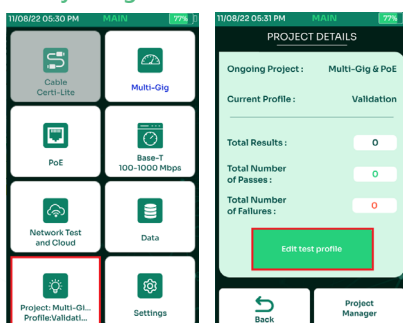 11/08/22 05:30 PM MAIN 77%
Cable
Certi-Lite
Multi-Gig
PoE
Base-T
100-1000 Mbps
Network Test
and Cloud
Data
Project: Multi-Gi...
Profile:Validati...
Settings
11/08/22 05:31 PM MAIN 77%
PROJECT DETAILS
Ongoing Project : Multi-Gig & PoE
Current Profile : Validation
Total Results : 0
Total Number
of Passes : 0
Total Number
of Failures : 0
Edit test profile
Back
Project
Manager